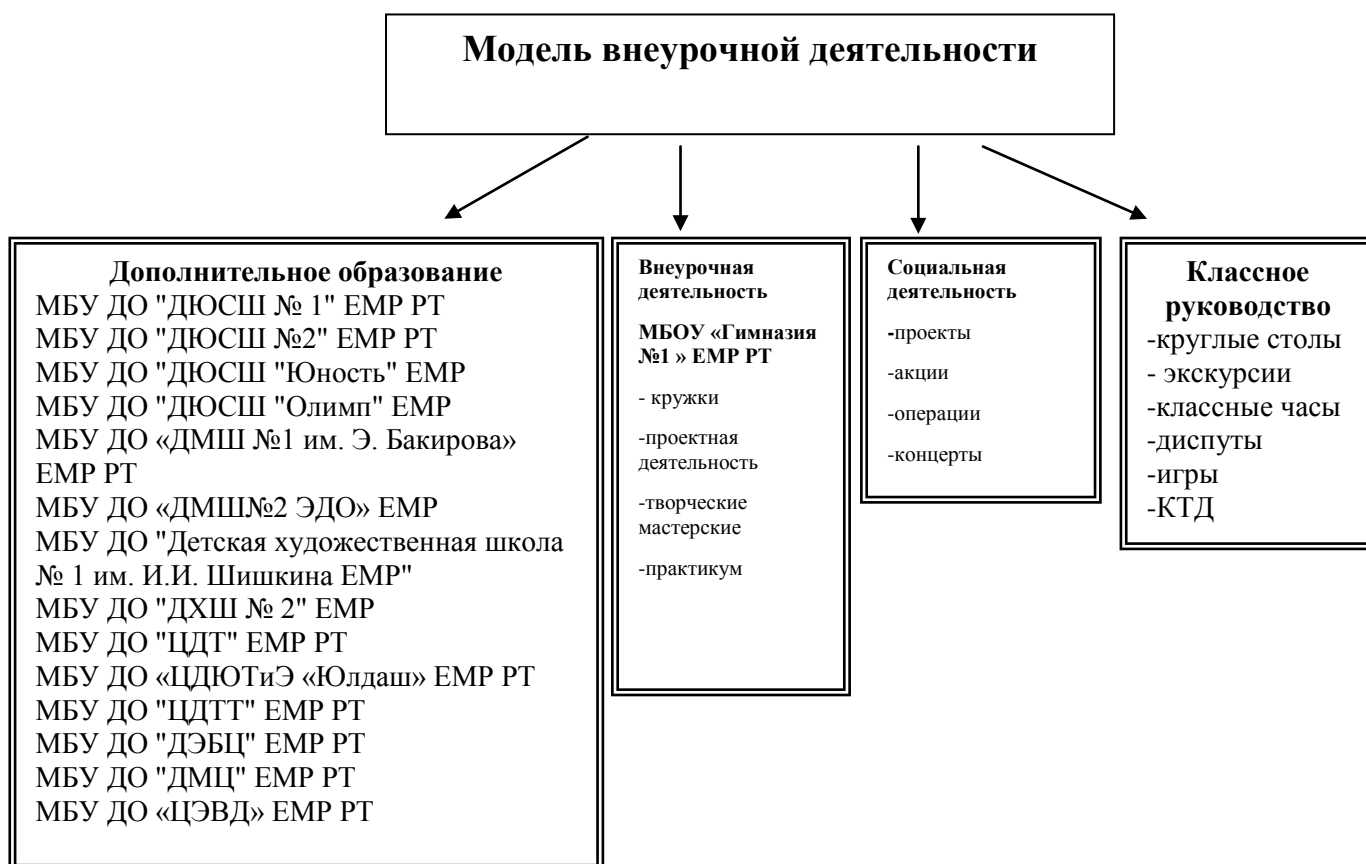 Модель внеурочной деятельности
Дополнительное образование
МБУ ДО "ДЮСШ № 1" ЕМР РТ
МБУ ДО "ДЮСШ №2" ЕМР РТ
МБУ ДО "ДЮСШ "Юность" ЕМР
МБУ ДО "ДЮСШ "Олимп" ЕМР
МБУ ДО «ДМШ №1 им. Э. Бакирова»
ЕМР РТ
МБУ ДО «ДМШ№2 ЭДО» ЕМР
МБУ ДО "Детская художественная школа
№ 1 им. И.И. Шишкина ЕМР"
МБУ ДО "ДХШ № 2" ЕМР
МБУ ДО "ЦДТ" ЕМР РТ
МБУ ДО «ЦДЮТиЭ «Юлдаш» ЕМР РТ
МБУ ДО "ЦДТТ" ЕМР РТ
МБУ ДО "ДЭБЦ" ЕМР РТ
МБУ ДО "ДМЦ" ЕМР РТ
МБУ ДО «ЦЭВД» ЕМР РТ
Внеурочная
деятельность
МБОУ «Гимназия
№1 » ЕМР РТ
- кружки
-проектная
деятельность
-творческие
мастерские
-практикум
Социальная
деятельность
-проекты
-акции
-операции
-концерты
Классное
руководство
-круглые столы
- экскурсии
-классные часы
-диспуты
-игры
-КТД